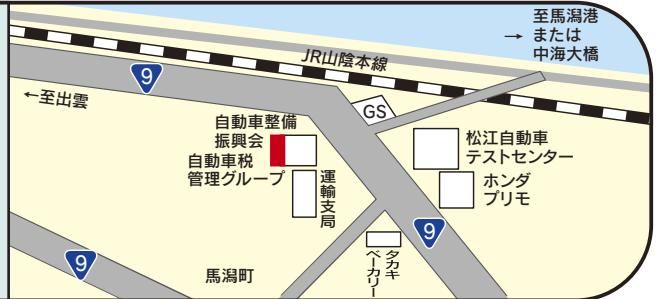 至馬潟港
→ または
中海大橋
JR山陰本線
9
←至出雲
GS
自動車整備
振興会
自動車税
管理グループ
運輸支局
松江自動車
テストセンター
ホンダ
プリモ
9
タカキ
ベーカリー
9
馬潟町